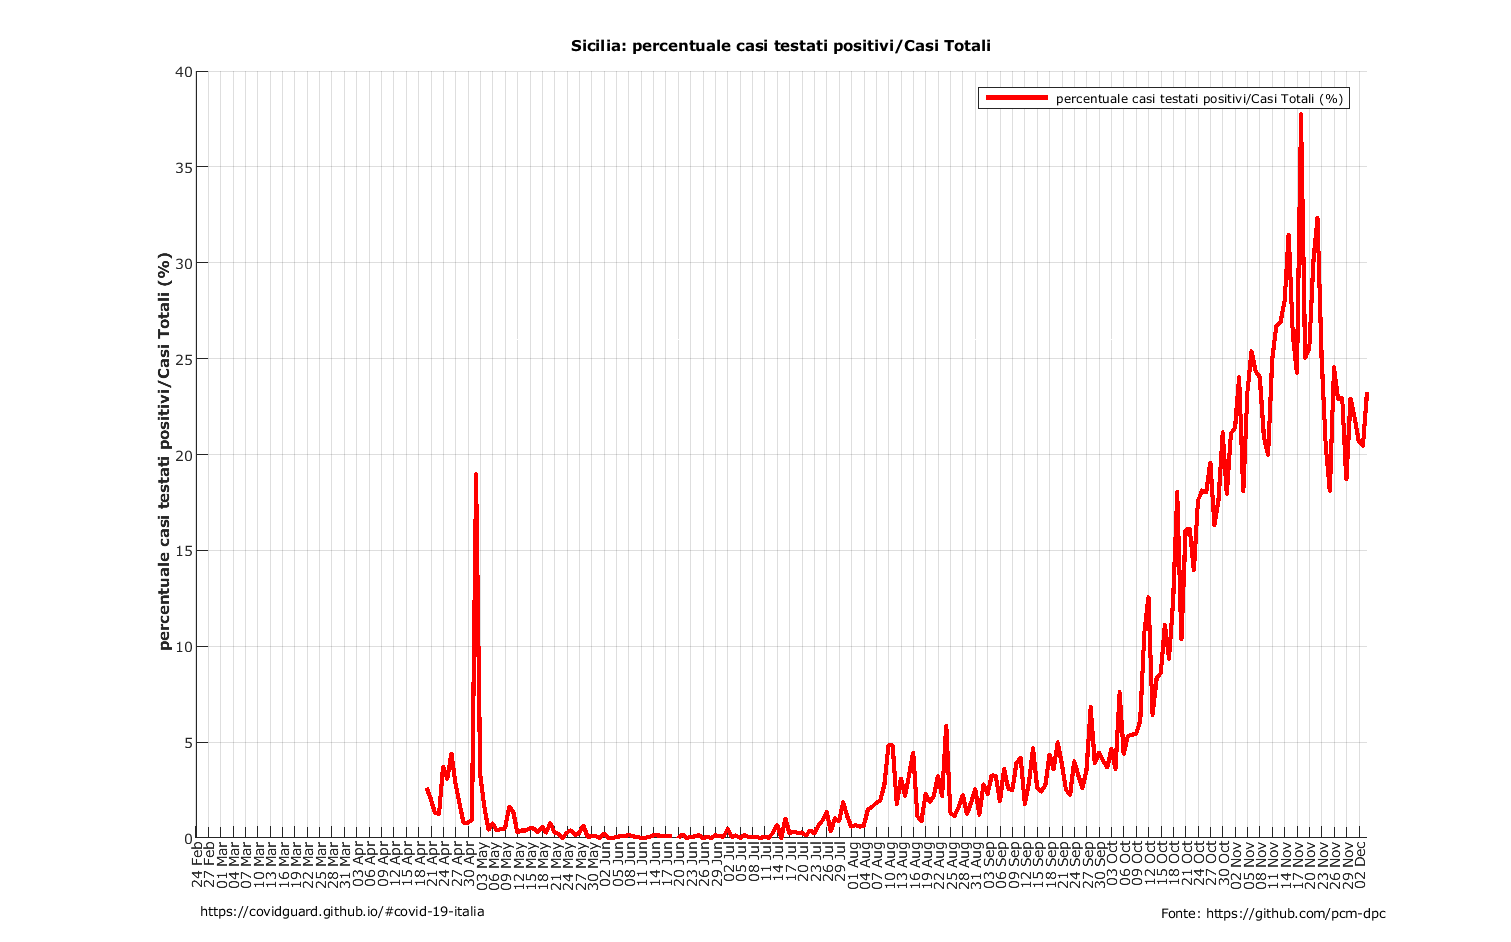 Sicilia: percentuale casi testati positivi/Casi Totali
percentuale casi testati positivi/Casi Totali (%)
percentuale casi testati positivi/Casi Totali (%)
40
35
30
25
20
15
10
5
0
24 Feb
27 Feb
01 Mar
04 Mar
07 Mar
10 Mar
13 Mar
16 Mar
19 Mar
22 Mar
25 Mar
28 Mar
31 Mar
03 Apr
06 Apr
09 Apr
12 Apr
15 Apr
18 Apr
21 Apr
24 Apr
27 Apr
30 Apr
03 May
06 May
09 May
12 May
15 May
18 May
21 May
24 May
27 May
30 May
02 Jun
05 Jun
08 Jun
11 Jun
14 Jun
17 Jun
20 Jun
23 Jun
26 Jun
29 Jun
02 Jul
05 Jul
08 Jul
11 Jul
14 Jul
17 Jul
20 Jul
23 Jul
26 Jul
29 Jul
01 Aug
04 Aug
07 Aug
10 Aug
13 Aug
16 Aug
19 Aug
22 Aug
25 Aug
28 Aug
31 Aug
03 Sep
06 Sep
09 Sep
12 Sep
15 Sep
18 Sep
21 Sep
24 Sep
27 Sep
30 Sep
03 Oct
06 Oct
09 Oct
12 Oct
15 Oct
18 Oct
21 Oct
24 Oct
27 Oct
30 Oct
02 Nov
05 Nov
08 Nov
11 Nov
14 Nov
17 Nov
20 Nov
23 Nov
26 Nov
29 Nov
02 Dec
https://covidguard.github.io/#covid-19-italia
Fonte: https://github.com/pcm-dpc